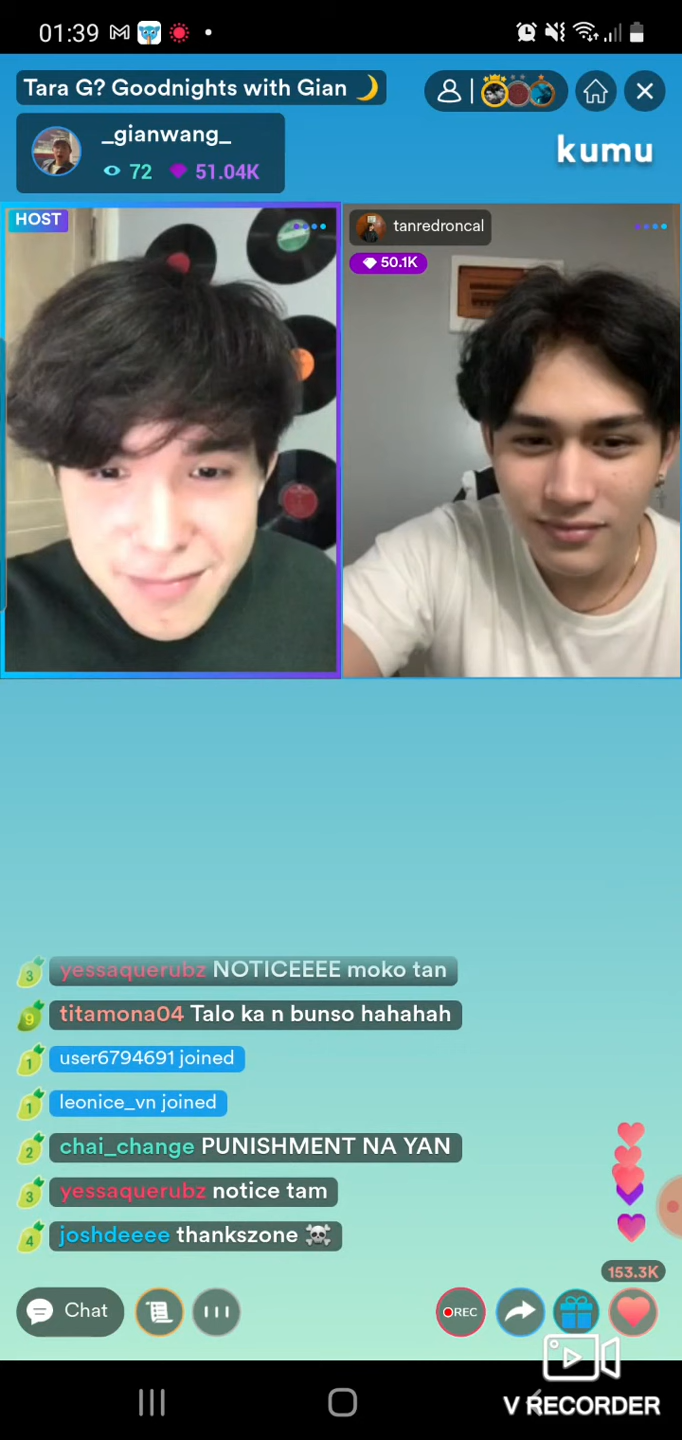 01:39
Tara G? Goodnights with Gian 🌙
_gianwang_
72 51.04K
kumu
HOST
tanredroncal
50.1K
3 yessaquerubz NOTICEEEE moko tan
9 titamona04 Talo ka n bunso hahahah
1 user6794691 joined
1 leonice_vn joined
2 chai_change PUNISHMENT NA YAN
3 yessaquerubz notice tam
4 joshdeeee thankszone ☠️
153.3K
Chat
REC
V RECORDER